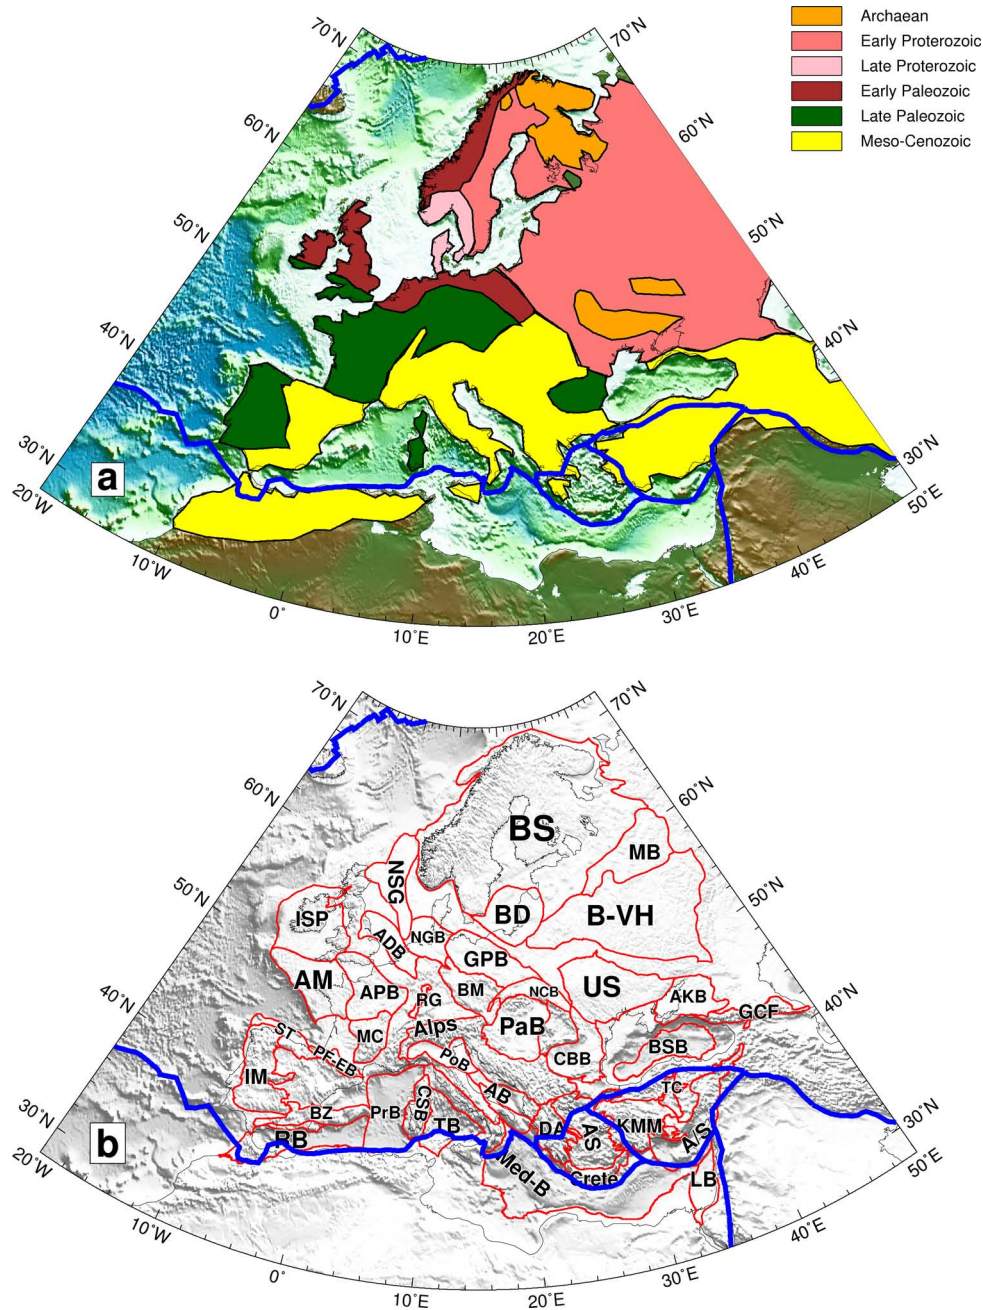 70°N
70°N
Archaean
Early Proterozoic
Late Proterozoic
Early Paleozoic
Late Paleozoic
Meso-Cenozoic
60°N
60°N
50°N
50°N
40°N
40°N
30°N
30°N
20°N
50°E
a
10°W
40°E
0°
30°E
10°E
20°E
70°N
70°N
60°N
60°N
BS
MB
50°N
NSG
50°N
ISP
BD
B-VH
ADB
NGB
GPB
AM
APB
RG
BM
NCB
US
AKB
40°N
40°N
GCF
ST
MC
Alps
PaB
BSB
PF-EB
PoB
CBB
IM
TC
AB
30°N
BZ
PrB
CSB
TB
DA
AS
KMM
A/S
30°N
RB
20°N
50°E
b
Med-B
Crete
LB
10°W
40°E
0°
30°E
10°E
20°E